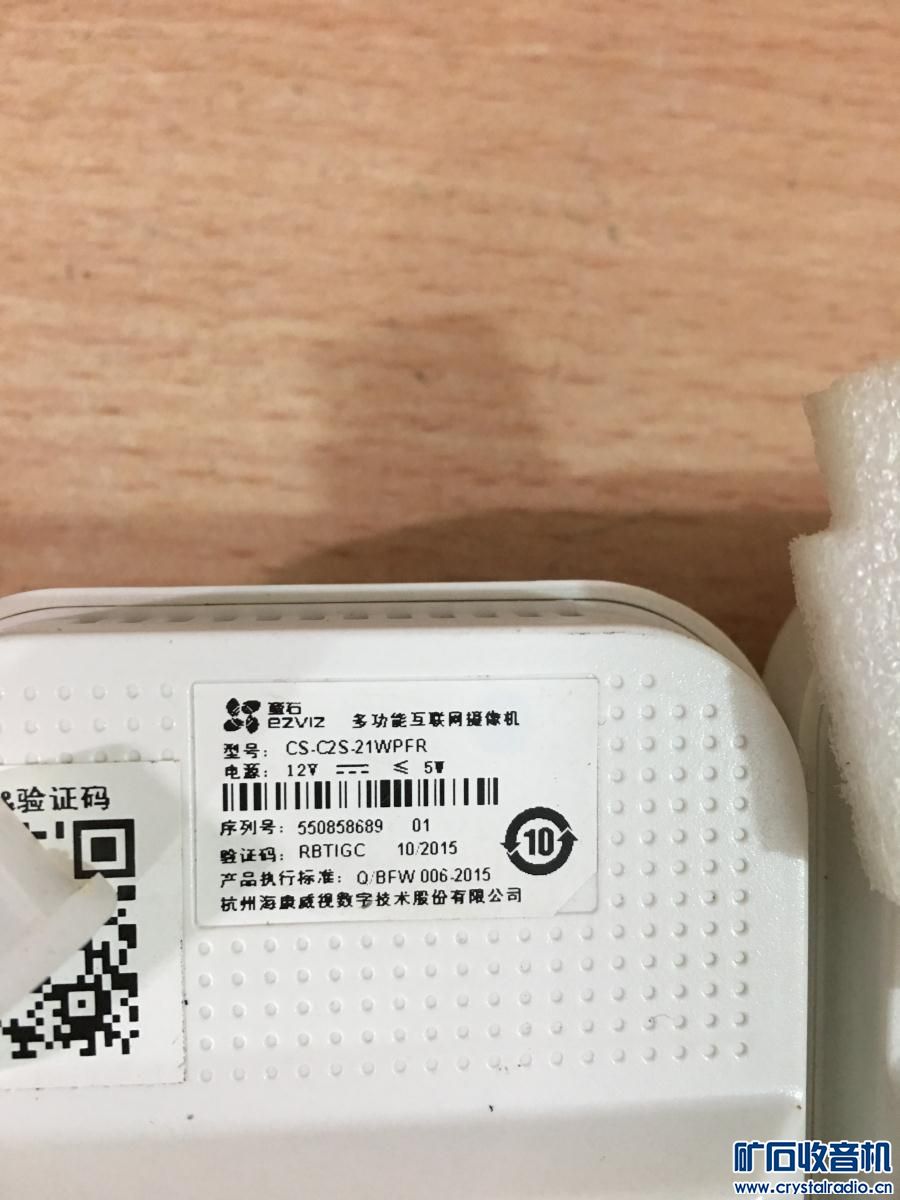 萤石
ezviz 多功能互联网摄像机
型号: CS-C2S-21WPFR
电源: 12V ⎓ ≤ 5W
序列号: 550858689 01
验证码: RBTIGC 10/2015
产品执行标准: Q/BFW 006-2015
杭州海康威视数字技术股份有限公司
10
验证码
矿石收音机
www.crystalradio.cn